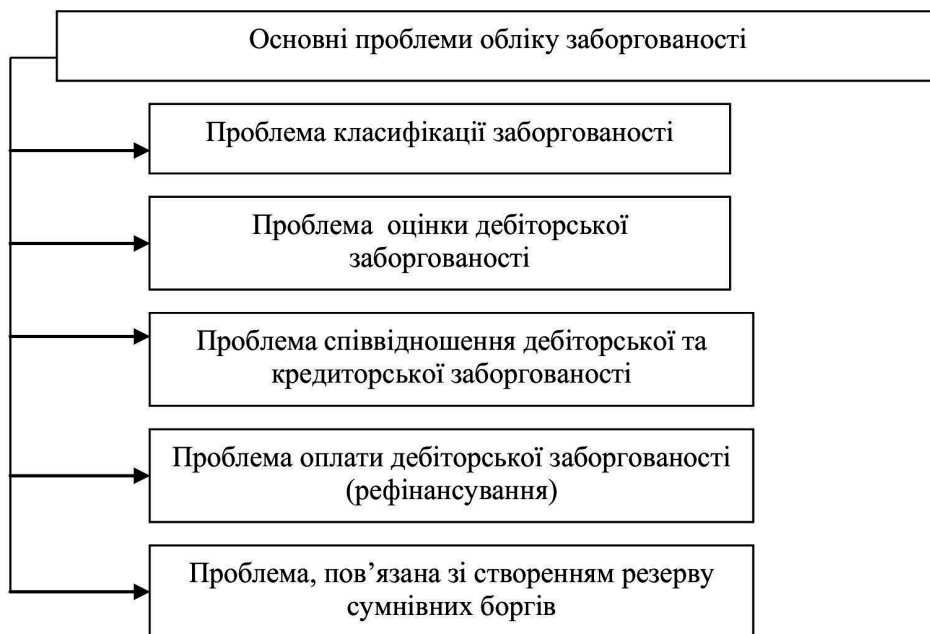 Основні проблеми обліку заборгованості
Проблема класифікації заборгованості
Проблема оцінки дебіторської
заборгованості
Проблема співвідношення дебіторської та
кредиторської заборгованості
Проблема оплати дебіторської заборгованості
(рефінансування)
Проблема, пов’язана зі створенням резерву
сумнівних боргів